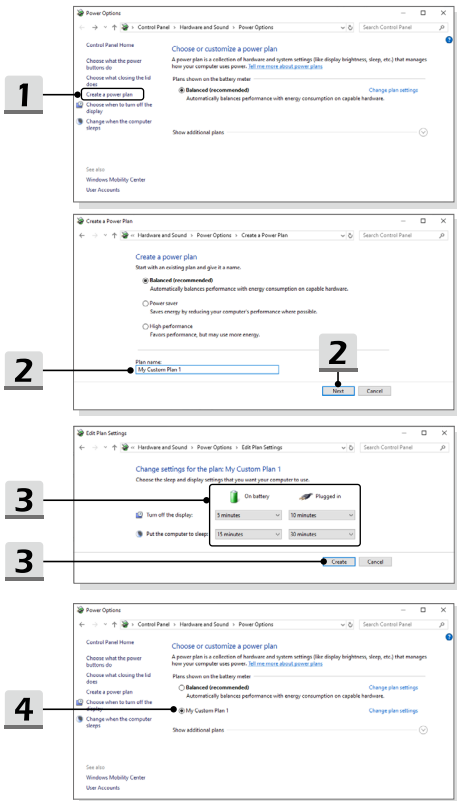 Power Options
Control Panel › Hardware and Sound › Power Options
Search Control Panel
Control Panel Home
Choose what the power
buttons do
Choose what closing the lid
does
Create a power plan
Choose when to turn off the
display
Change when the computer
sleeps
See also
Windows Mobility Center
User Accounts
Choose or customize a power plan
A power plan is a collection of hardware and system settings (like display brightness, sleep, etc.) that manages
how your computer uses power. Tell me more about power plans
Plans shown on the battery meter
Balanced (recommended) Change plan settings
Automatically balances performance with energy consumption on capable hardware.
Show additional plans
1
Create a Power Plan
« Hardware and Sound › Power Options › Create a Power Plan
Search Control Panel
Create a power plan
Start with an existing plan and give it a name.
Balanced (recommended)
Automatically balances performance with energy consumption on capable hardware.
Power saver
Saves energy by reducing your computer's performance where possible.
High performance
Favors performance, but may use more energy.
Plan name:
My Custom Plan 1
2
2
Next Cancel
Edit Plan Settings
« Hardware and Sound › Power Options › Edit Plan Settings
Search Control Panel
Change settings for the plan: My Custom Plan 1
Choose the sleep and display settings that you want your computer to use.
On battery Plugged in
Turn off the display: 5 minutes 10 minutes
Put the computer to sleep: 15 minutes 30 minutes
3
3
Create Cancel
Power Options
Control Panel › Hardware and Sound › Power Options
Search Control Panel
Control Panel Home
Choose what the power
buttons do
Choose what closing the lid
does
Create a power plan
Choose when to turn off the
display
Change when the computer
sleeps
See also
Windows Mobility Center
User Accounts
Choose or customize a power plan
A power plan is a collection of hardware and system settings (like display brightness, sleep, etc.) that manages
how your computer uses power. Tell me more about power plans
Plans shown on the battery meter
Balanced (recommended) Change plan settings
Automatically balances performance with energy consumption on capable hardware.
My Custom Plan 1 Change plan settings
Show additional plans
4